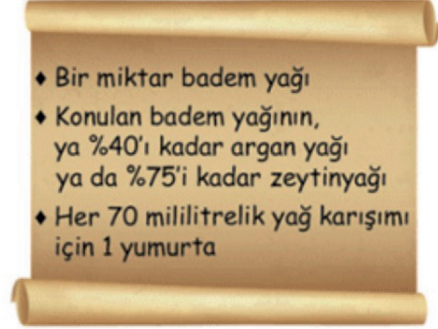 ♦ Bir miktar badem yağı
♦ Konulan badem yağının,
ya %40'ı kadar argan yağı
ya da %75'i kadar zeytinyağı
♦ Her 70 mililitrelik yağ karışımı
için 1 yumurta